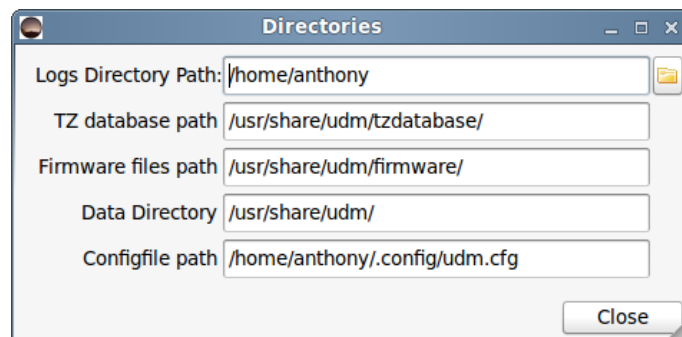 Directories
Logs Directory Path: /home/anthony
TZ database path /usr/share/udm/tzdatabase/
Firmware files path /usr/share/udm/firmware/
Data Directory /usr/share/udm/
Configfile path /home/anthony/.config/udm.cfg
Close